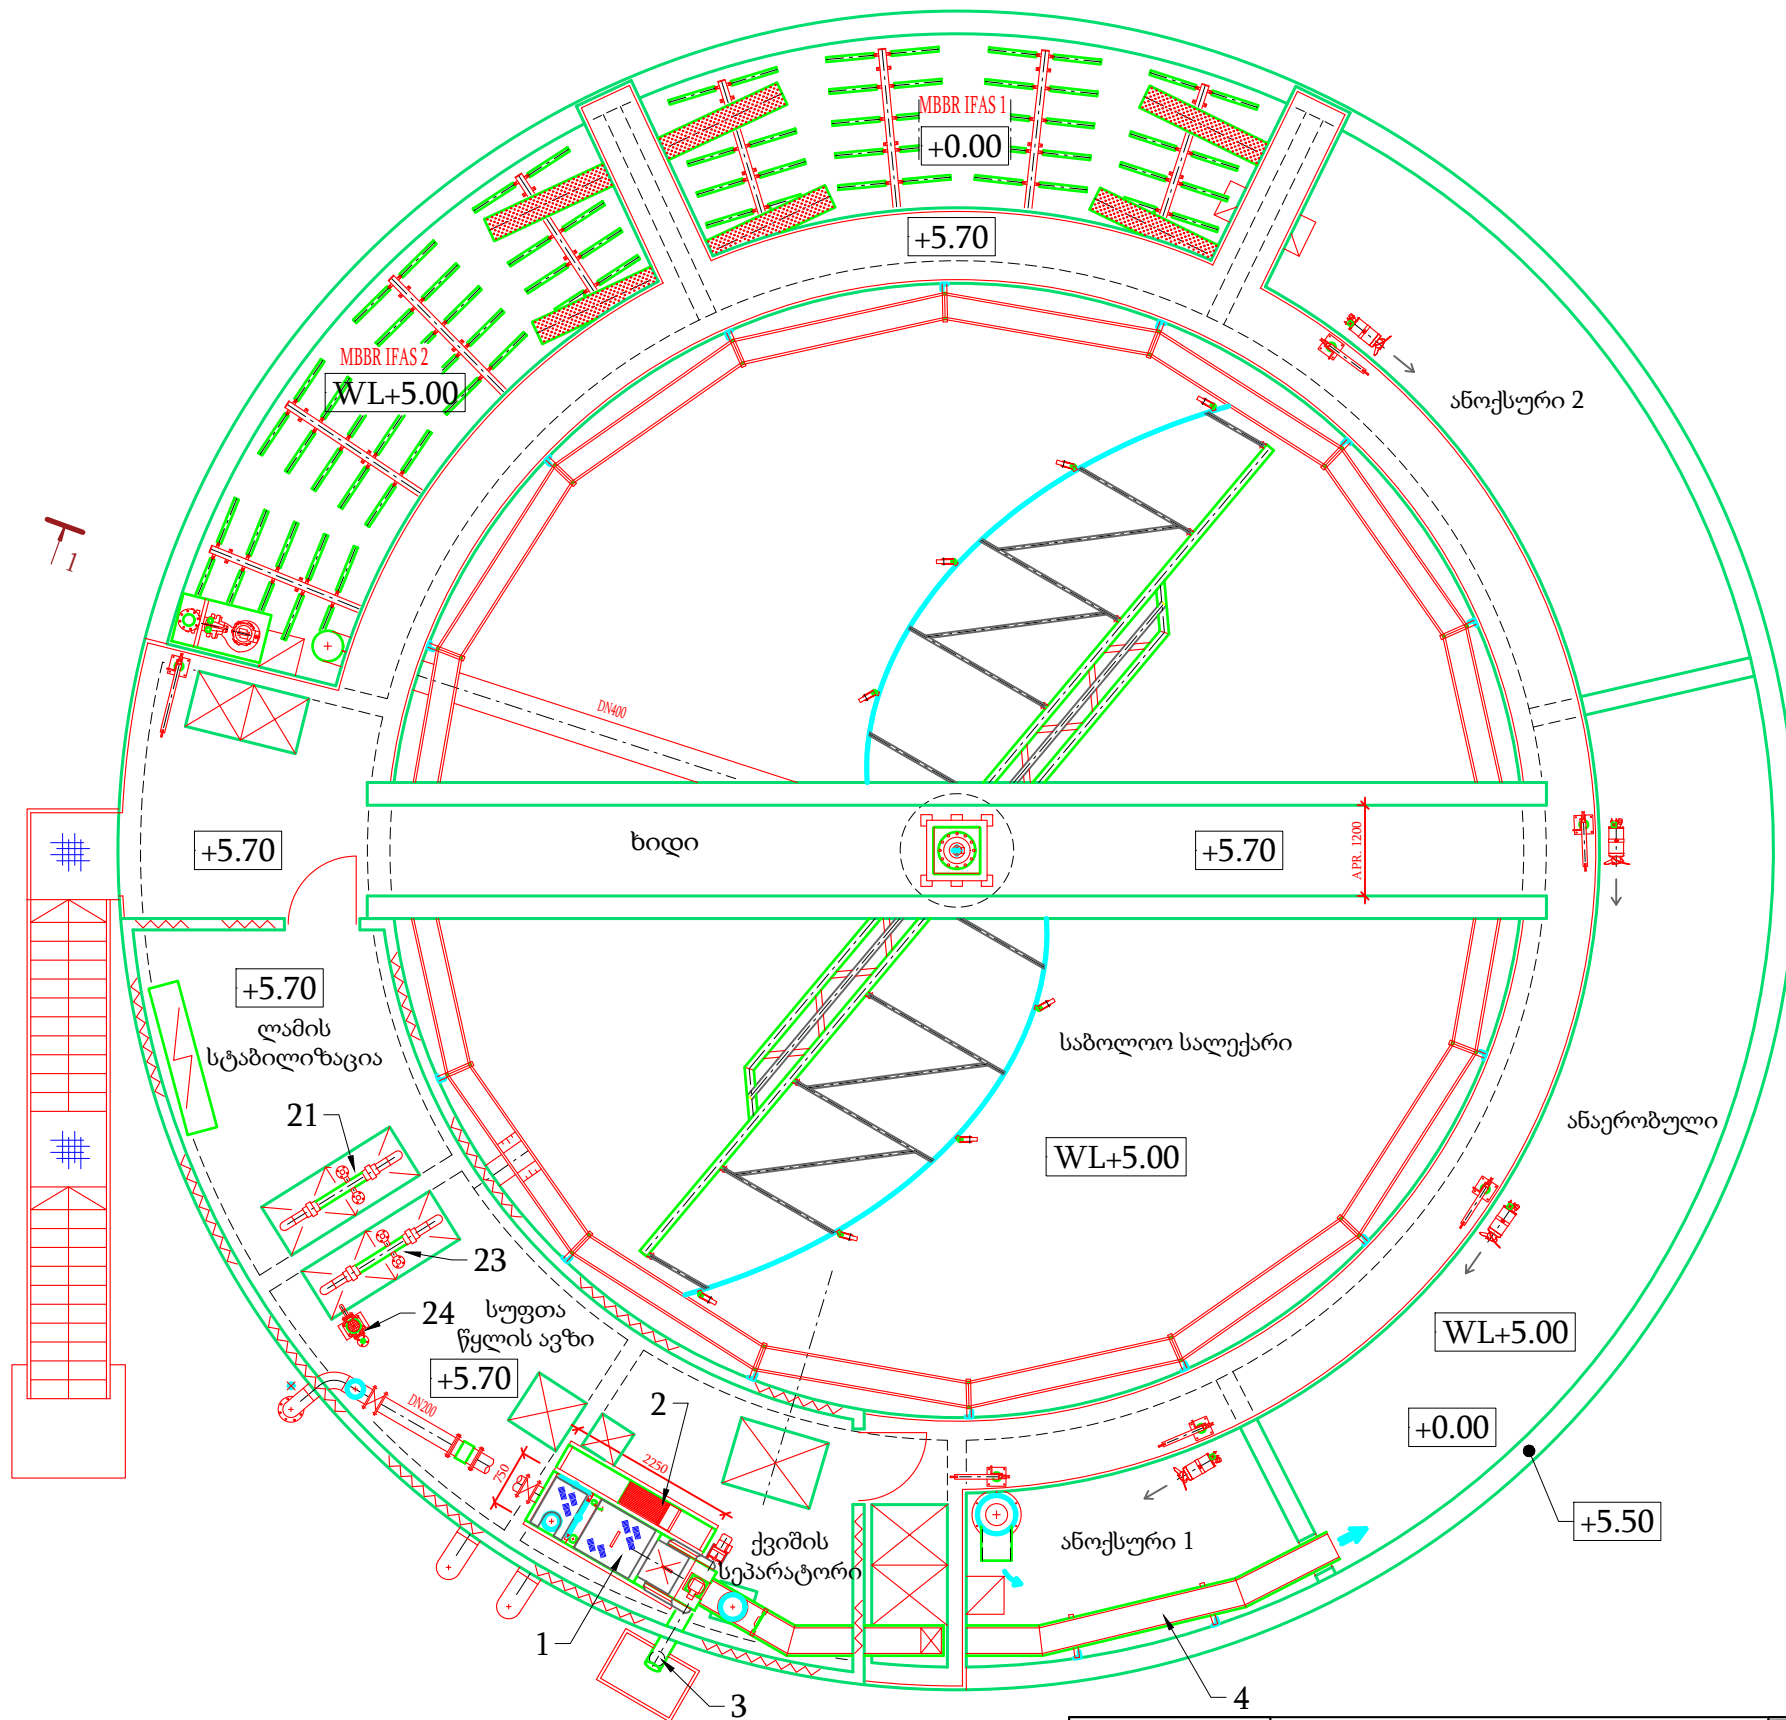 MBBR IFAS 1
+0.00
+5.70
MBBR IFAS 2
WL+5.00
ანოქსური 2
1
DN400
+5.70
ხიდი
+5.70
APR. 1200
+5.70
ლამის
სტაბილიზაცია
საბოლოო სალექარი
ანაერობული
21
WL+5.00
23
24
სუფთა
წყლის ავზი
+5.70
WL+5.00
DN200
2
+0.00
750
2250
+5.50
ქვიშის
სეპარატორი
ანოქსური 1
1
3
4